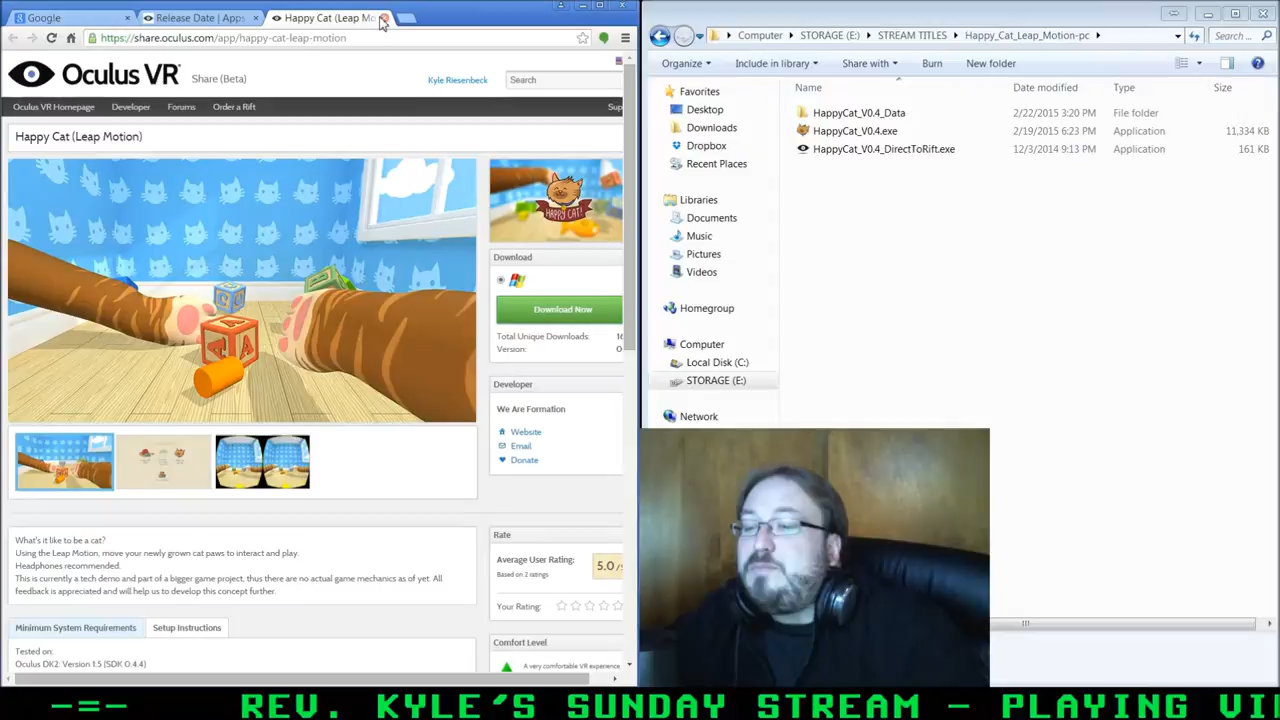 Google
Release Date | Apps
Happy Cat (Leap Mo
https://share.oculus.com/app/happy-cat-leap-motion
Oculus VR
Share (Beta)
Kyle Riesenbeck
Search
Oculus VR Homepage
Developer
Forums
Order a Rift
Sup
Happy Cat (Leap Motion)
HAPPY CAT!
Download
Download Now
Total Unique Downloads: 16
Version: 0
Developer
We Are Formation
Website
Email
Donate
What's it like to be a cat?
Using the Leap Motion, move your newly grown cat paws to interact and play.
Headphones recommended.
This is currently a tech demo and part of a bigger game project, thus there are no actual game mechanics as of yet. All
feedback is appreciated and will help us to develop this concept further.
Rate
Average User Rating: 5.0/
Based on 2 ratings
Your Rating:
Minimum System Requirements
Setup Instructions
Tested on:
Oculus DK2: Version 1.5 (SDK 0.4.4)
Comfort Level
A very comfortable VR experience.
Computer
STORAGE (E:)
STREAM TITLES
Happy_Cat_Leap_Motion-pc
Search...
Organize
Include in library
Share with
Burn
New folder
Name
Date modified
Type
Size
HappyCat_V0.4_Data 2/22/2015 3:20 PM File folder
HappyCat_V0.4.exe 2/19/2015 6:23 PM Application 11,334 KB
HappyCat_V0.4_DirectToRift.exe 12/3/2014 9:13 PM Application 161 KB
Favorites
Desktop
Downloads
Dropbox
Recent Places
Libraries
Documents
Music
Pictures
Videos
Homegroup
Computer
Local Disk (C:)
STORAGE (E:)
Network
-=- REV. KYLE'S SUNDAY STREAM - PLAYING VI